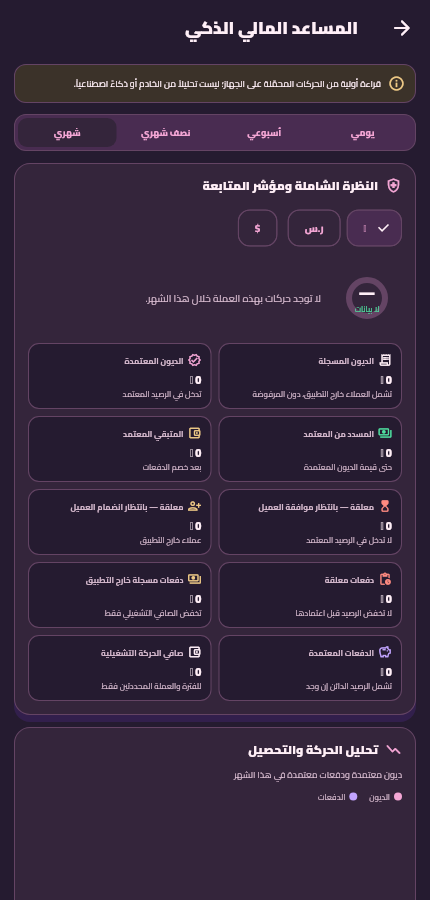 المساعد المالي الذكي
قراءة أولية من الحركات المحمّلة على الجهاز؛ ليست تحليلاً من الخادم أو ذكاءً اصطناعياً.
يومي أسبوعي نصف شهري شهري
النظرة الشاملة ومؤشر المتابعة
ر.س $
—
لا بيانات
لا توجد حركات بهذه العملة خلال هذا الشهر.
الديون المسجلة
0
تشمل العملاء خارج التطبيق، دون المرفوضة
الديون المعتمدة
0
تدخل في الرصيد المعتمد
المسدد من المعتمد
0
حتى قيمة الديون المعتمدة
المتبقي المعتمد
0
بعد خصم الدفعات
معلقة — بانتظار موافقة العميل
0
لا تدخل في الرصيد المعتمد
معلقة — بانتظار انضمام العميل
0
عملاء خارج التطبيق
دفعات معلقة
0
لا تخفض الرصيد قبل اعتمادها
دفعات مسجلة خارج التطبيق
0
تخفض الصافي التشغيلي فقط
الدفعات المعتمدة
0
تشمل الرصيد الدائن إن وجد
صافي الحركة التشغيلية
0
للفترة والعملة المحددتين فقط
تحليل الحركة والتحصيل
ديون معتمدة ودفعات معتمدة في هذا الشهر
الديون الدفعات